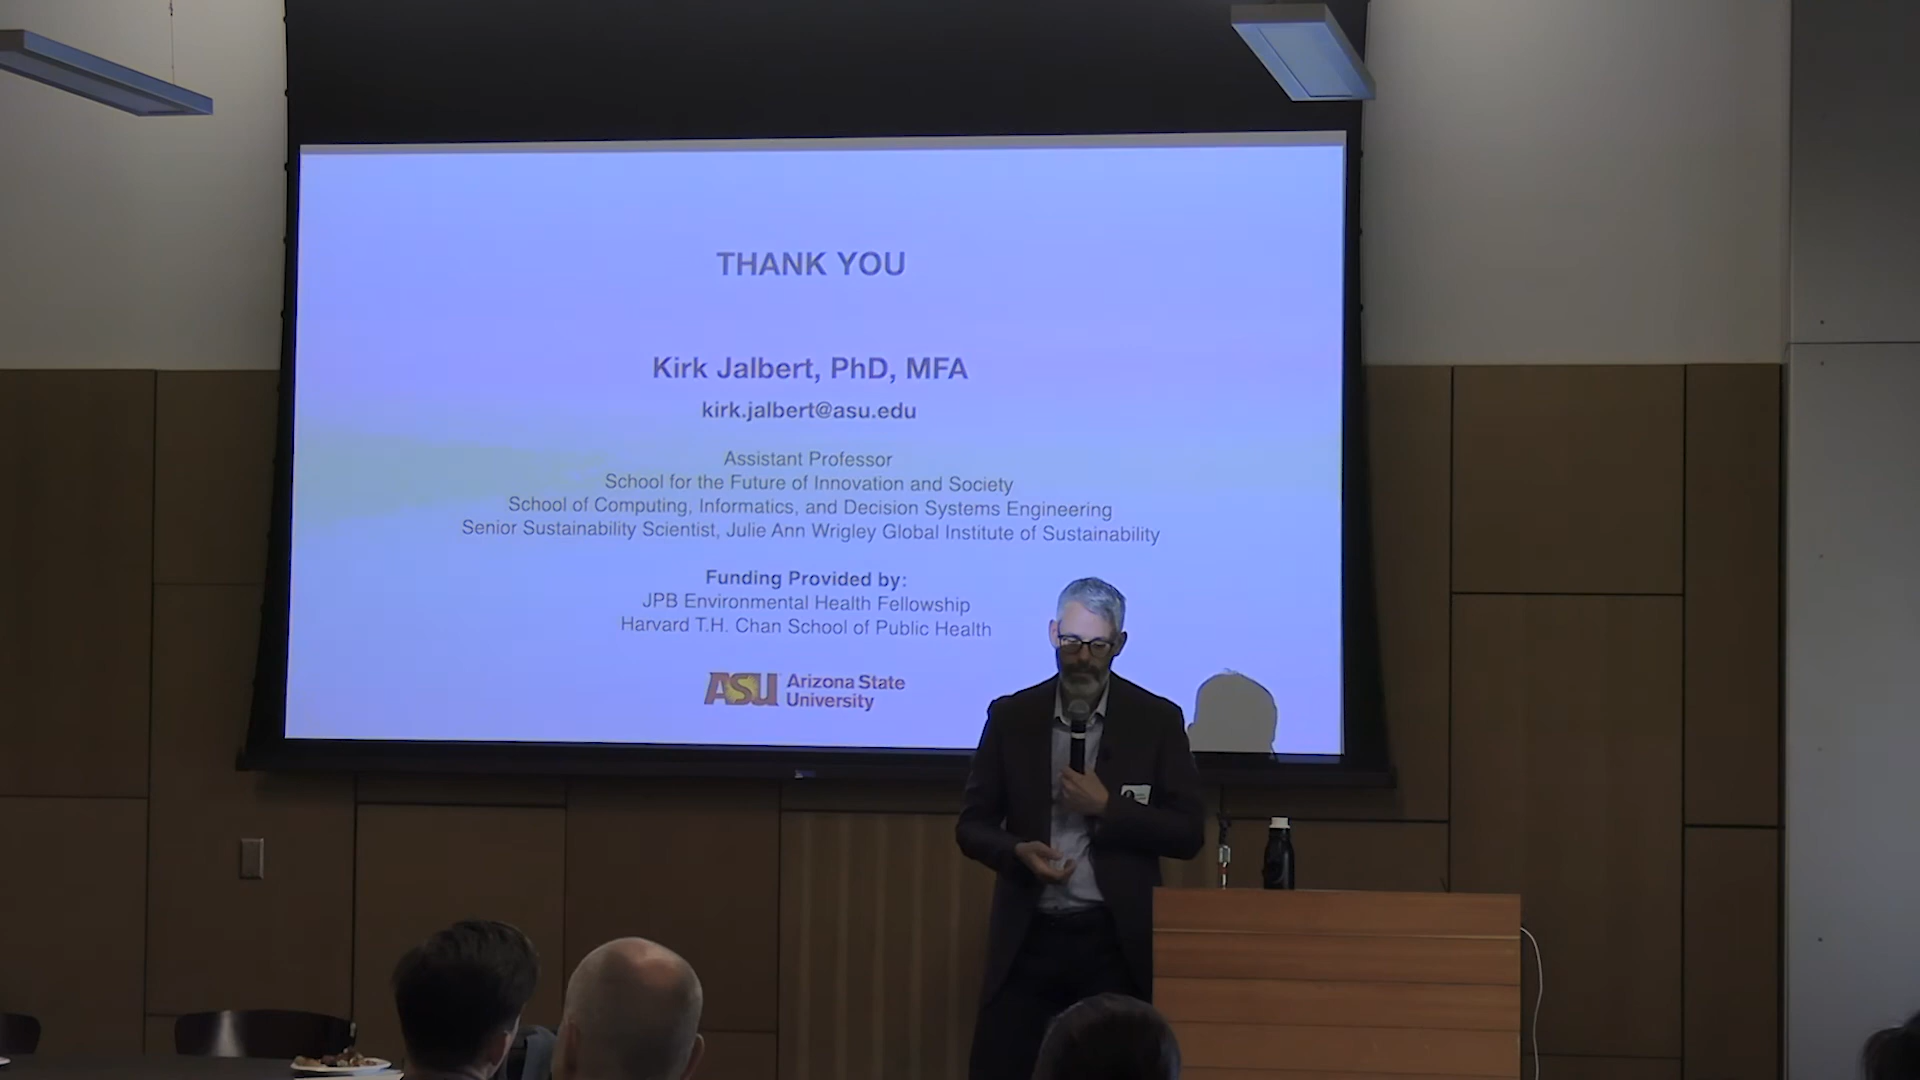 THANK YOU
Kirk Jalbert, PhD, MFA
kirk.jalbert@asu.edu
Assistant Professor
School for the Future of Innovation and Society
School of Computing, Informatics, and Decision Systems Engineering
Senior Sustainability Scientist, Julie Ann Wrigley Global Institute of Sustainability
Funding Provided by:
JPB Environmental Health Fellowship
Harvard T.H. Chan School of Public Health
ASU Arizona State
University